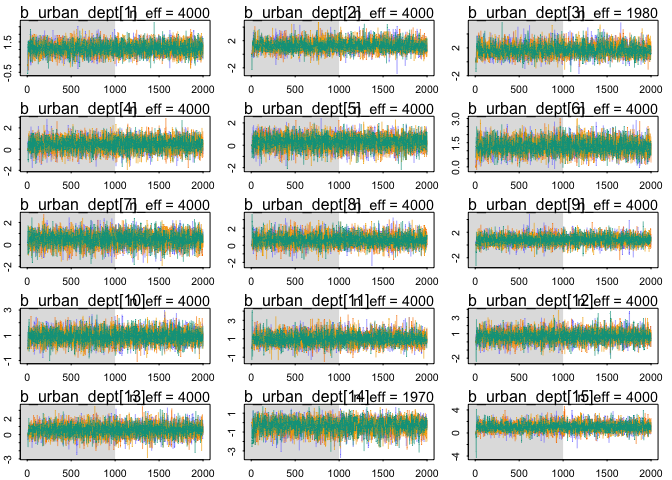 b_urban_dept[1] n_eff = 4000 b_urban_dept[2] n_eff = 4000 b_urban_dept[3] n_eff = 1980
-0.5 1.5 -2 2 -2 2
0 500 1000 1500 2000 0 500 1000 1500 2000 0 500 1000 1500 2000
b_urban_dept[4] n_eff = 4000 b_urban_dept[5] n_eff = 4000 b_urban_dept[6] n_eff = 4000
-2 0 2 -2 0 2 0.0 1.5 3.0
0 500 1000 1500 2000 0 500 1000 1500 2000 0 500 1000 1500 2000
b_urban_dept[7] n_eff = 4000 b_urban_dept[8] n_eff = 4000 b_urban_dept[9] n_eff = 4000
-2 0 2 -2 0 2 -2 2
0 500 1000 1500 2000 0 500 1000 1500 2000 0 500 1000 1500 2000
b_urban_dept[10] n_eff = 4000 b_urban_dept[11] n_eff = 4000 b_urban_dept[12] n_eff = 4000
-1 1 3 -1 1 3 -2 0 2
0 500 1000 1500 2000 0 500 1000 1500 2000 0 500 1000 1500 2000
b_urban_dept[13] n_eff = 4000 b_urban_dept[14] n_eff = 1970 b_urban_dept[15] n_eff = 4000
-3 0 2 -3 -1 1 -4 0 4
0 500 1000 1500 2000 0 500 1000 1500 2000 0 500 1000 1500 2000